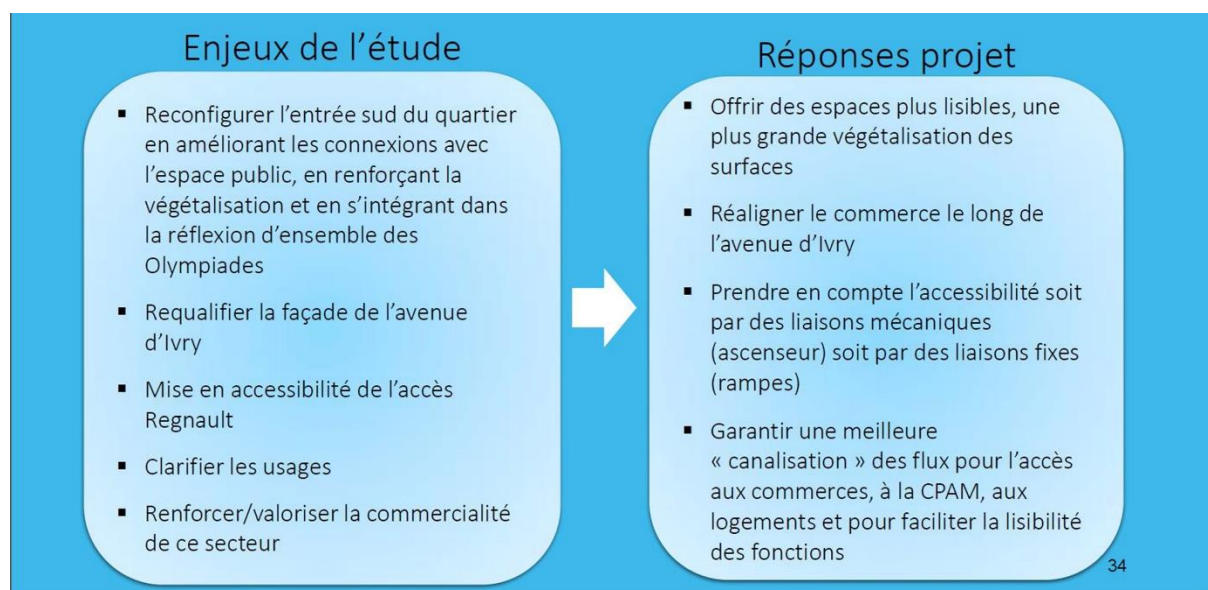 Enjeux de l’étude
▪ Reconfigurer l’entrée sud du quartier
en améliorant les connexions avec
l’espace public, en renforçant la
végétalisation et en s’intégrant dans
la réflexion d’ensemble des
Olympiades
▪ Requalifier la façade de l’avenue
d’Ivry
▪ Mise en accessibilité de l’accès
Regnault
▪ Clarifier les usages
▪ Renforcer/valoriser la commercialité
de ce secteur
Réponses projet
▪ Offrir des espaces plus lisibles, une
plus grande végétalisation des
surfaces
▪ Réaligner le commerce le long de
l’avenue d’Ivry
▪ Prendre en compte l’accessibilité soit
par des liaisons mécaniques
(ascenseur) soit par des liaisons fixes
(rampes)
▪ Garantir une meilleure
« canalisation » des flux pour l’accès
aux commerces, à la CPAM, aux
logements et pour faciliter la lisibilité
des fonctions
34